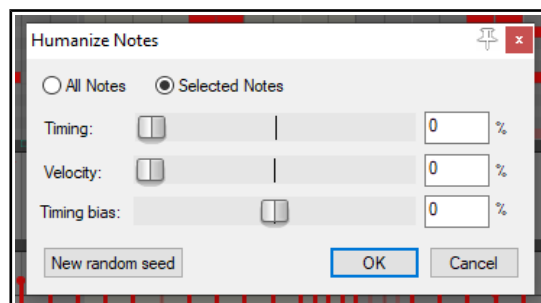 Humanize Notes
All Notes Selected Notes
Timing: 0 %
Velocity: 0 %
Timing bias: 0 %
New random seed OK Cancel